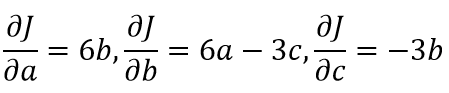 ∂J/∂a = 6b, ∂J/∂b = 6a − 3c, ∂J/∂c = −3b